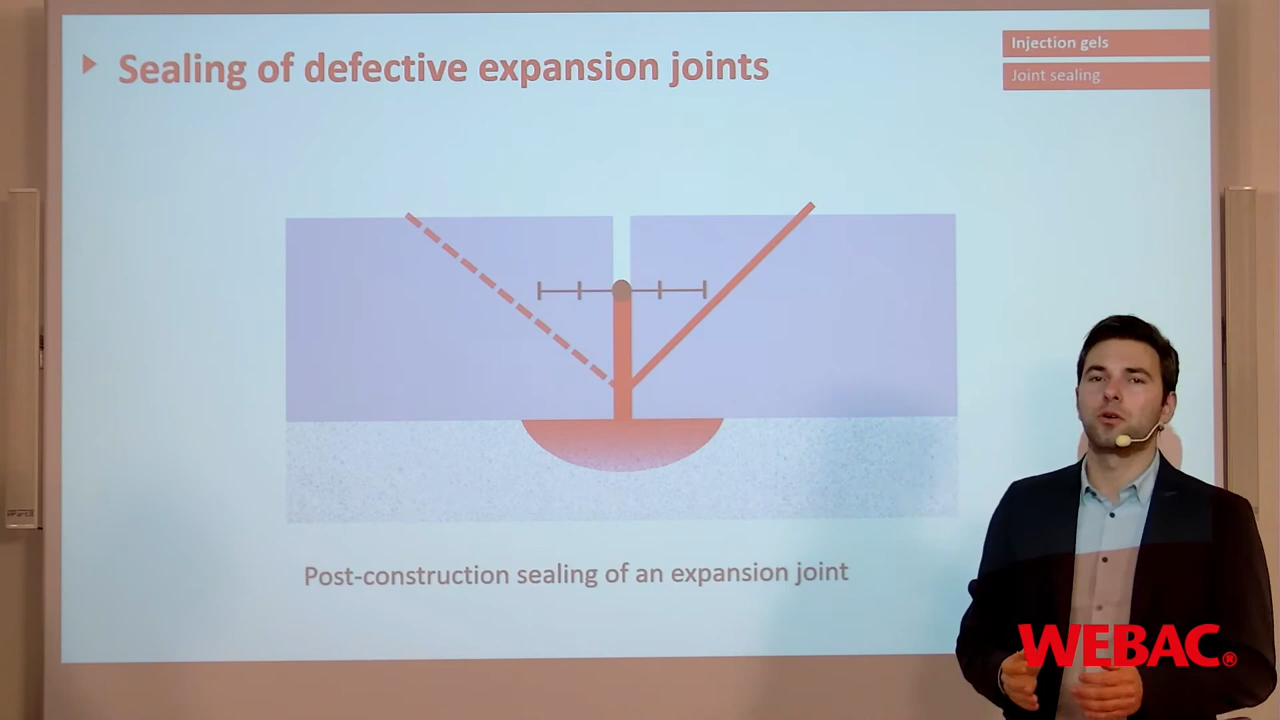 Sealing of defective expansion joints
Injection gels
Joint sealing
Post-construction sealing of an expansion joint
WEBAC®